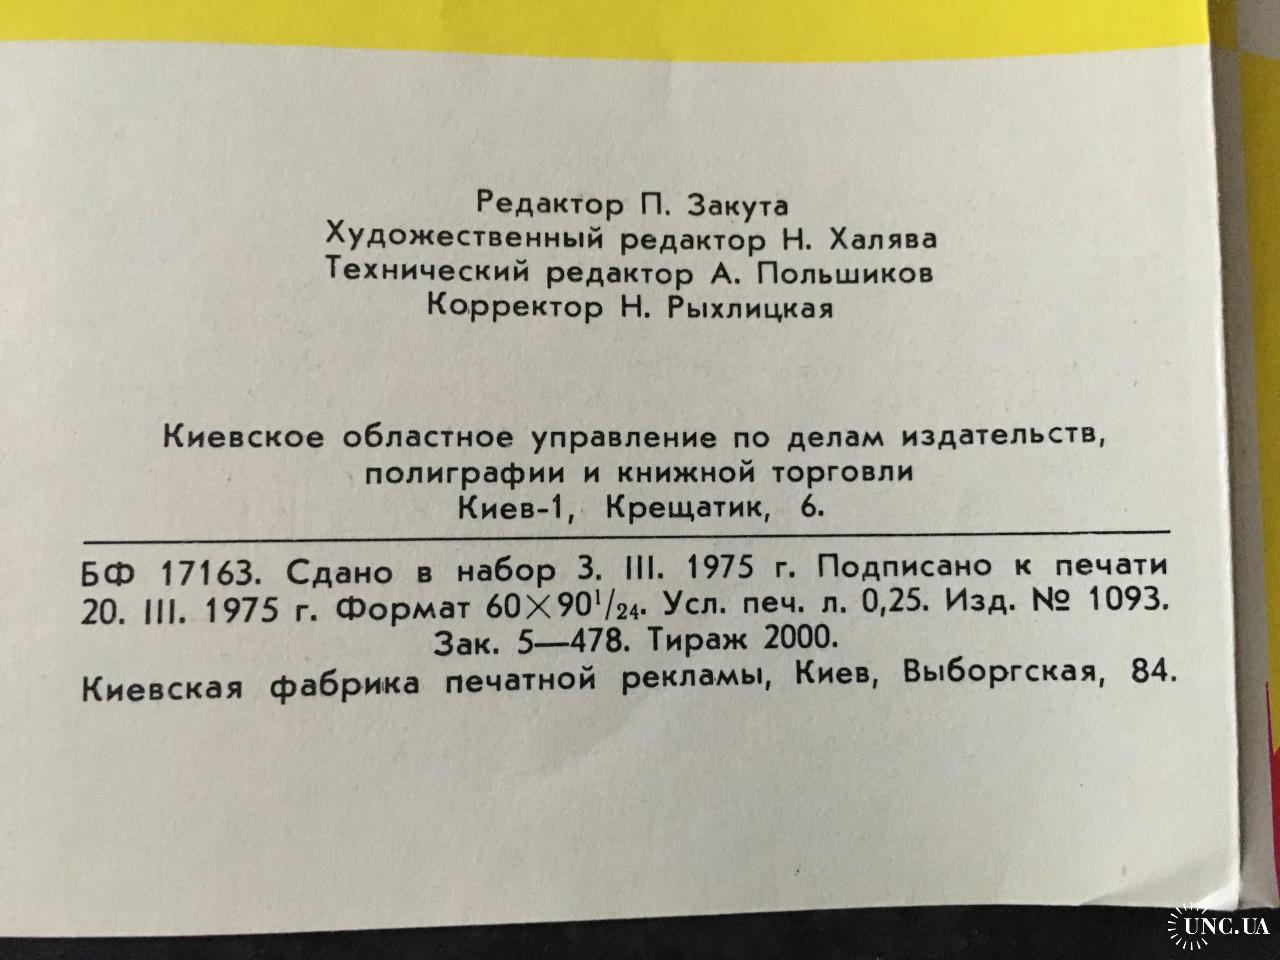 Редактор П. Закута
Художественный редактор Н. Халява
Технический редактор А. Польшиков
Корректор Н. Рыхлицкая
Киевское областное управление по делам издательств,
полиграфии и книжной торговли
Киев-1, Крещатик, 6.
БФ 17163. Сдано в набор 3. III. 1975 г. Подписано к печати
20. III. 1975 г. Формат 60×90¹/₂₄. Усл. печ. л. 0,25. Изд. № 1093.
Зак. 5—478. Тираж 2000.
Киевская фабрика печатной рекламы, Киев, Выборгская, 84.
UNC.UA